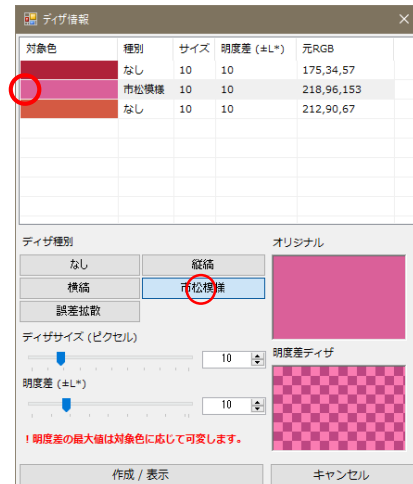 ディザ情報
対象色 種別 サイズ 明度差 (±L*) 元RGB
なし 10 10 175,34,57
市松模様 10 10 218,96,153
なし 10 10 212,90,67
ディザ種別
なし 縦縞
横縞 市松模様
誤差拡散
オリジナル
ディザサイズ (ピクセル)
10
明度差ディザ
明度差 (±L*)
10
！明度差の最大値は対象色に応じて可変します。
作成 / 表示 キャンセル